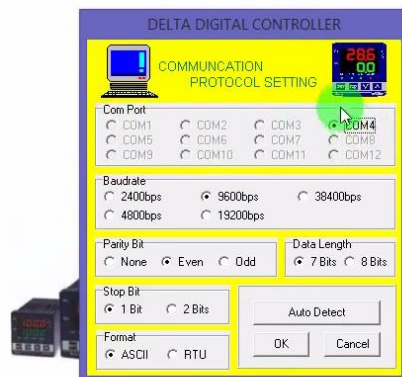 DELTA DIGITAL CONTROLLER
COMMUNCATION
PROTOCOL SETTING
28.6
0.0
Com Port
COM1 COM2 COM3 COM4
COM5 COM6 COM7 COM8
COM9 COM10 COM11 COM12
Baudrate
2400bps 9600bps 38400bps
4800bps 19200bps
Parity Bit
None Even Odd
Data Length
7 Bits 8 Bits
Stop Bit
1 Bit 2 Bits
Auto Detect
Format
ASCII RTU
OK Cancel